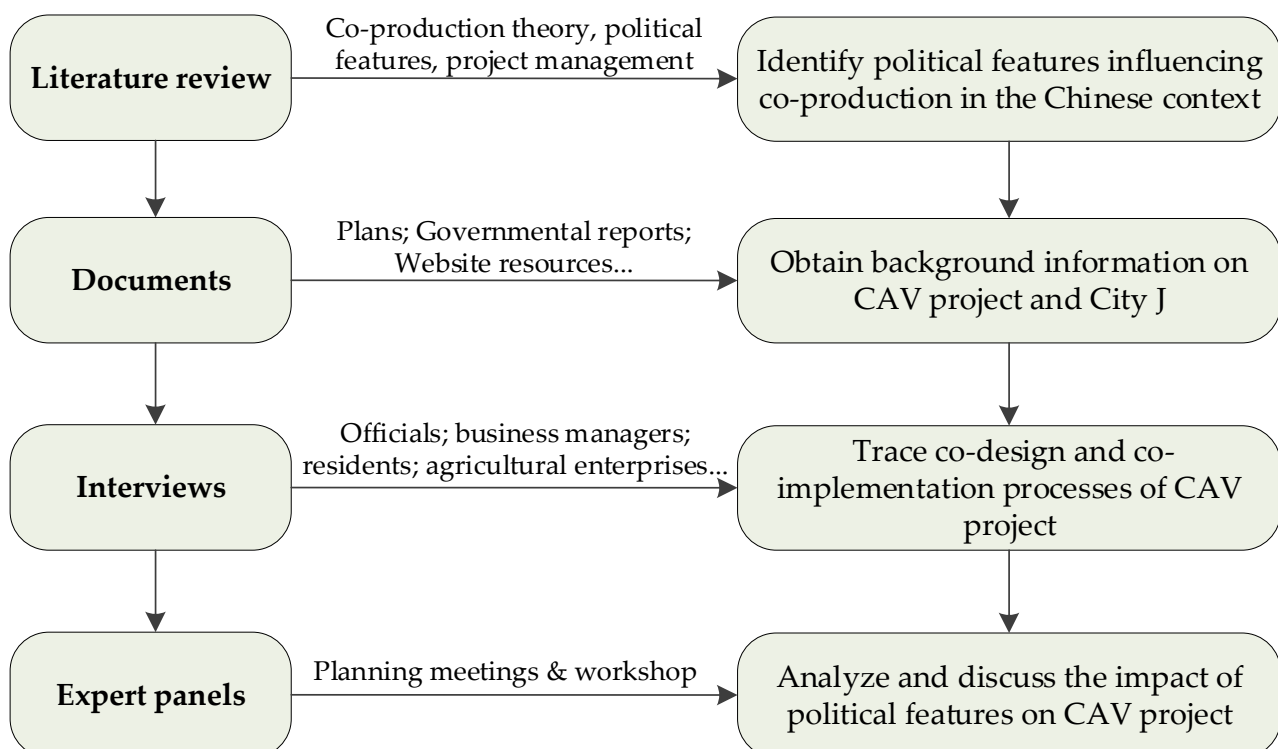 Literature review
Co-production theory, political
features, project management
Identify political features influencing
co-production in the Chinese context
Documents
Plans; Governmental reports;
Website resources...
Obtain background information on
CAV project and City J
Interviews
Officials; business managers;
residents; agricultural enterprises...
Trace co-design and co-
implementation processes of CAV
project
Expert panels
Planning meetings & workshop
Analyze and discuss the impact of
political features on CAV project